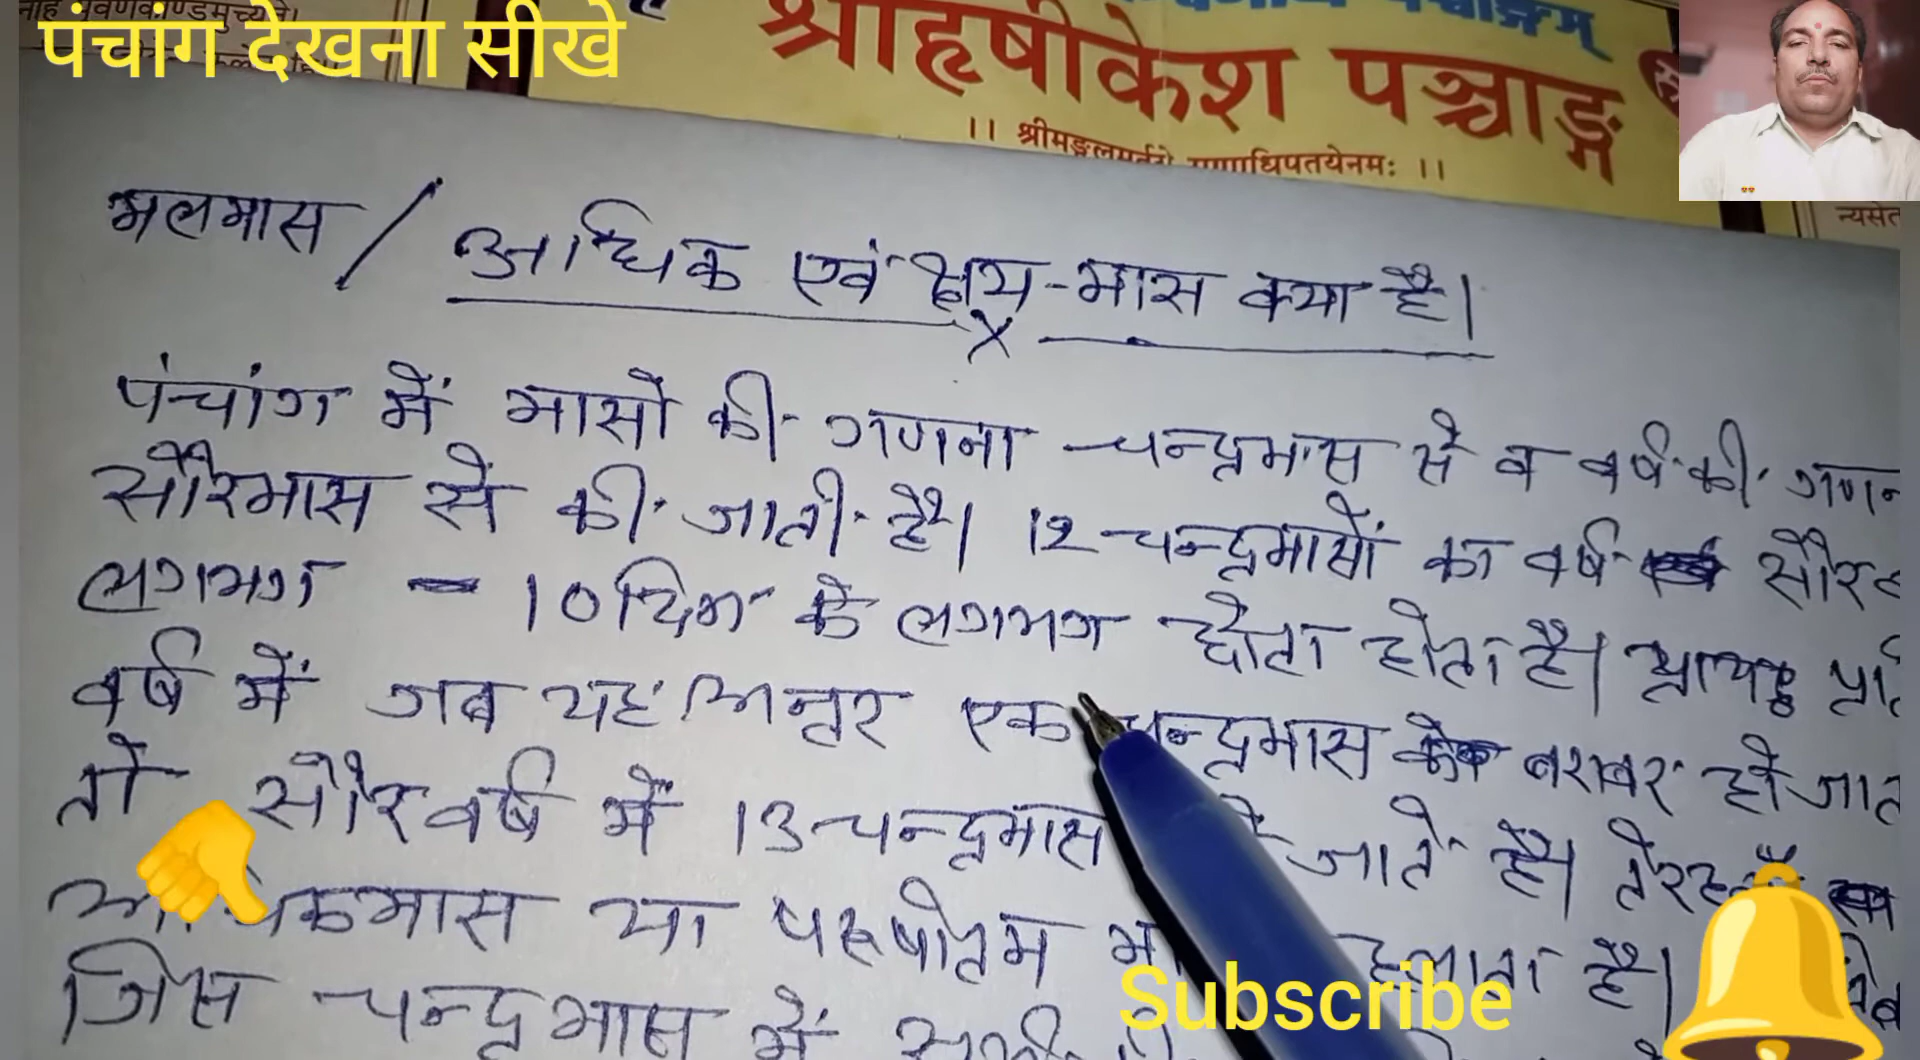 पंचांग देखना सीखे
श्रीहृषीकेश पञ्चाङ्ग
।। श्रीमङ्गलमूर्तये गणाधिपतयेनमः ।।
न्यसेत
मलमास / अधिक एवं क्षय-मास क्या है।
पंचांग में मासो की गणना चन्द्रमास से व वर्ष की गणन
सौरमास से की जाती है। 12 चन्द्रमासों का वर्ष सौर
लगभग - 10 दिन के लगभग छोटा होता है। प्रायः प्रति
वर्ष में जब यह अन्तर एक चन्द्रमास के बराबर हो जात
तो सौरवर्ष में 13 चन्द्रमास जाते है। तेरहवाँ
मास या पुरूषोतम है।
जिस चन्द्रमास में
Subscribe